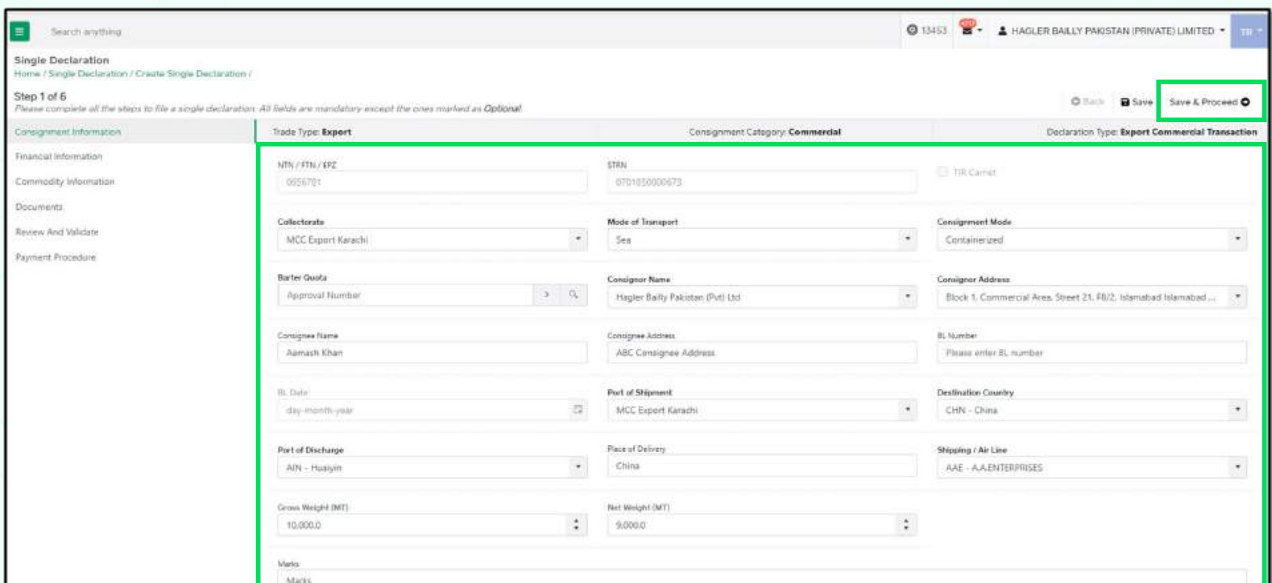 Search anything
13453
4717
HAGLER BAILLY PAKISTAN (PRIVATE) LIMITED
TR
Single Declaration
Home / Single Declaration / Create Single Declaration /
Step 1 of 6
Please complete all the steps to file a single declaration. All fields are mandatory except the ones marked as Optional.
Back Save Save & Proceed
Consignment Information
Financial Information
Commodity Information
Documents
Review And Validate
Payment Procedure
Trade Type: Export Consignment Category: Commercial Declaration Type: Export Commercial Transaction
NTN / FTN / EPZ STRN
0656701 0701850000673 TIR Carnet
Collectorate Mode of Transport Consignment Mode
MCC Export Karachi Sea Containerized
Barter Quota Consignor Name Consignor Address
Approval Number Hagler Bailly Pakistan (Pvt) Ltd Block 1, Commercial Area, Street 21, F8/2, Islamabad Islamabad ...
Consignee Name Consignee Address BL Number
Aamash Khan ABC Consignee Address Please enter BL number
BL Date Port of Shipment Destination Country
day-month-year MCC Export Karachi CHN - China
Port of Discharge Place of Delivery Shipping / Air Line
AIN - Huaiyin China AAE - A.A.ENTERPRISES
Gross Weight (MT) Net Weight (MT)
10,000.0 9,000.0
Marks
Marks